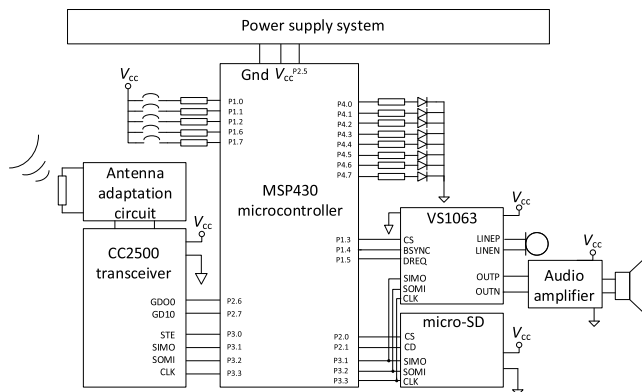 Power supply system
Gnd Vcc P2.5
Vcc
P1.0
P1.1
P1.2
P1.6
P1.7
P4.0
P4.1
P4.2
P4.3
P4.4
P4.5
P4.6
P4.7
MSP430
microcontroller
Antenna
adaptation
circuit
Vcc
CC2500
transceiver
GDO0
GD10
STE
SIMO
SOMI
CLK
P2.6
P2.7
P3.0
P3.1
P3.2
P3.3
P1.3
P1.4
P1.5
P2.0
P2.1
P3.1
P3.2
P3.3
VS1063
Vcc
CS
BSYNC
DREQ
SIMO
SOMI
CLK
LINEP
LINEN
OUTP
OUTN
Vcc
Audio
amplifier
micro-SD
Vcc
CS
CD
SIMO
SOMI
CLK